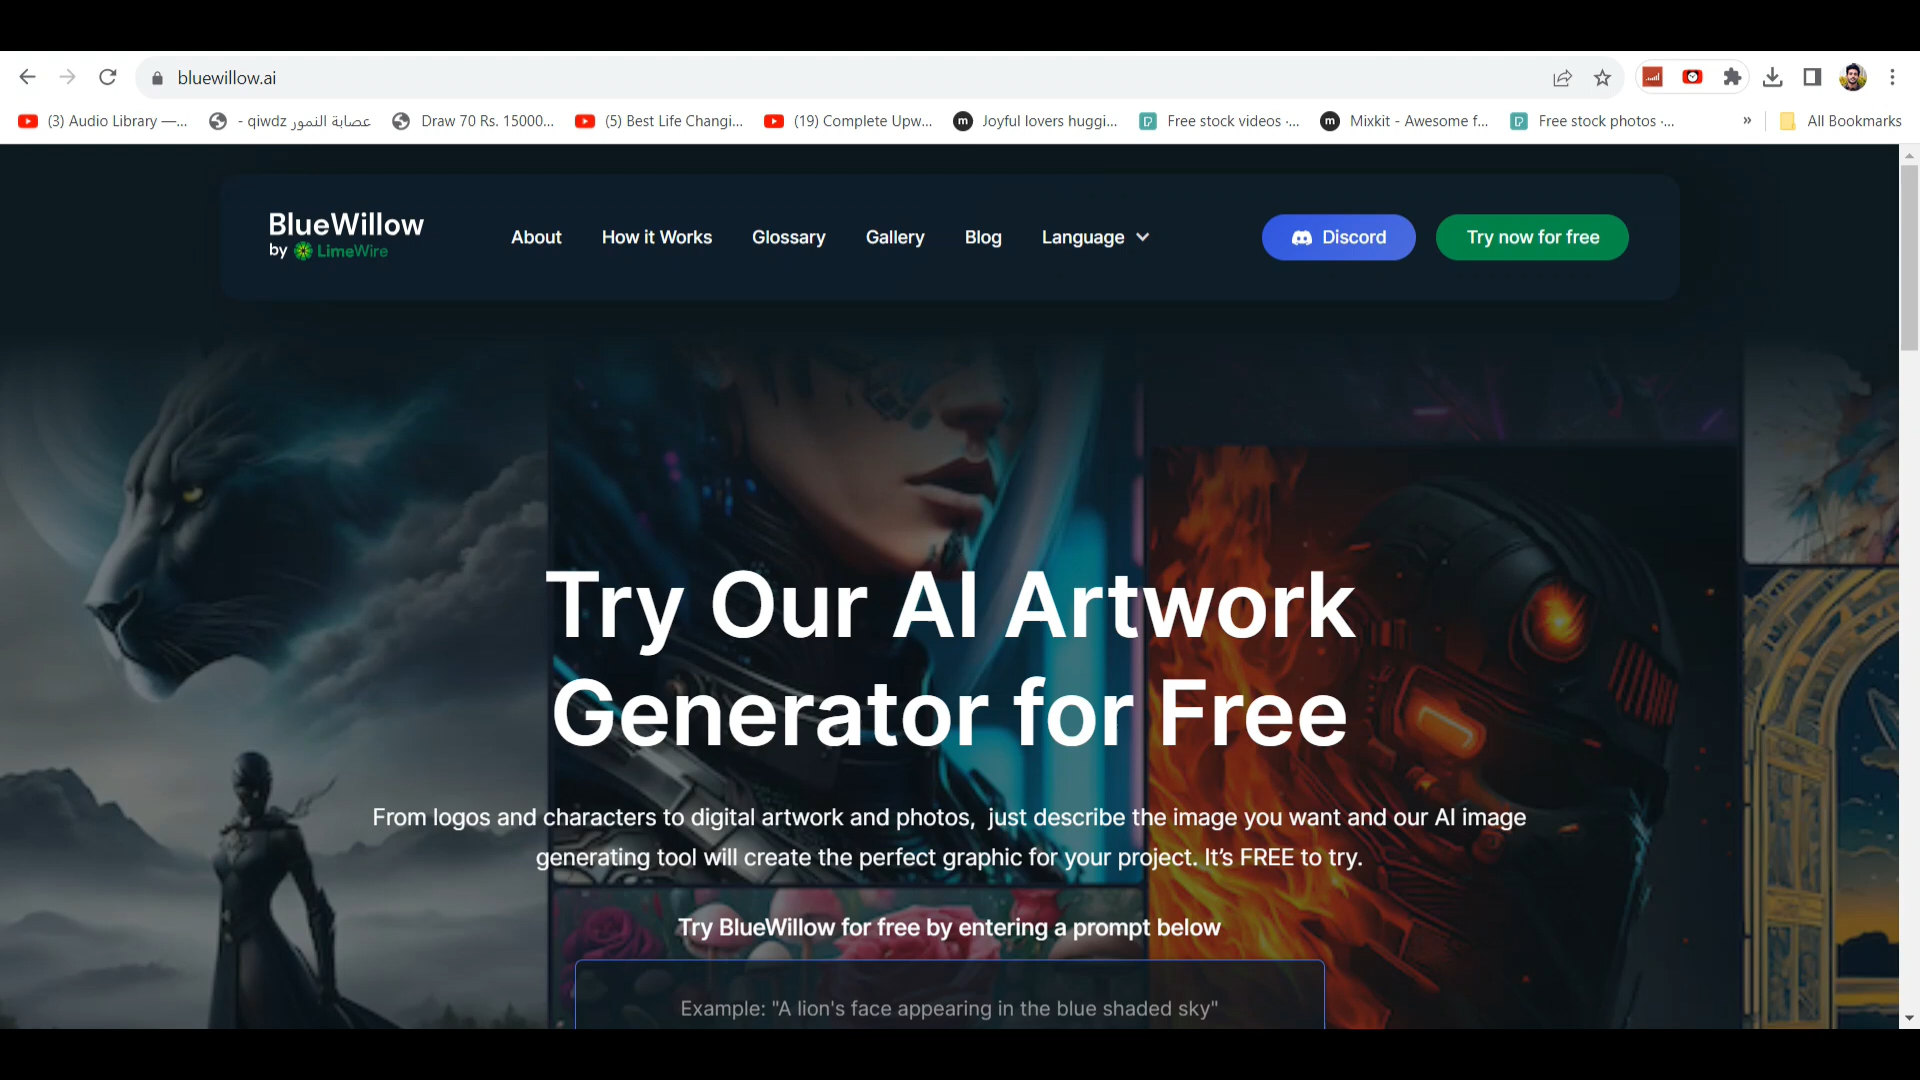 bluewillow.ai
(3) Audio Library —...
- qiwdz عصابة النمور
Draw 70 Rs. 15000...
(5) Best Life Changi...
(19) Complete Upw...
Joyful lovers huggi...
Free stock videos ·...
Mixkit - Awesome f...
Free stock photos ·...
»
All Bookmarks
BlueWillow
by LimeWire
About
How it Works
Glossary
Gallery
Blog
Language
Discord
Try now for free
Try Our AI Artwork
Generator for Free
From logos and characters to digital artwork and photos, just describe the image you want and our AI image
generating tool will create the perfect graphic for your project. It’s FREE to try.
Try BlueWillow for free by entering a prompt below
Example: "A lion's face appearing in the blue shaded sky"